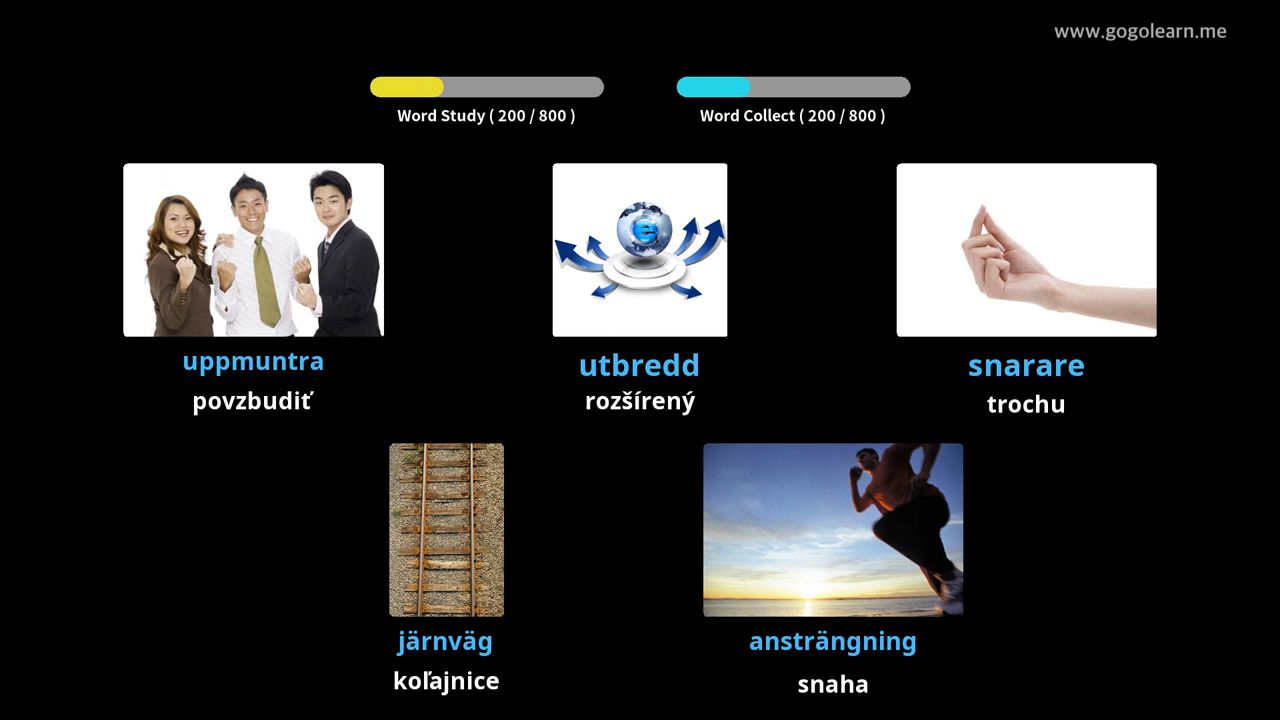 www.gogolearn.me
Word Study ( 200 / 800 )
Word Collect ( 200 / 800 )
uppmuntra
utbredd
snarare
povzbudiť
rozšírený
trochu
e
järnväg
ansträngning
koľajnice
snaha